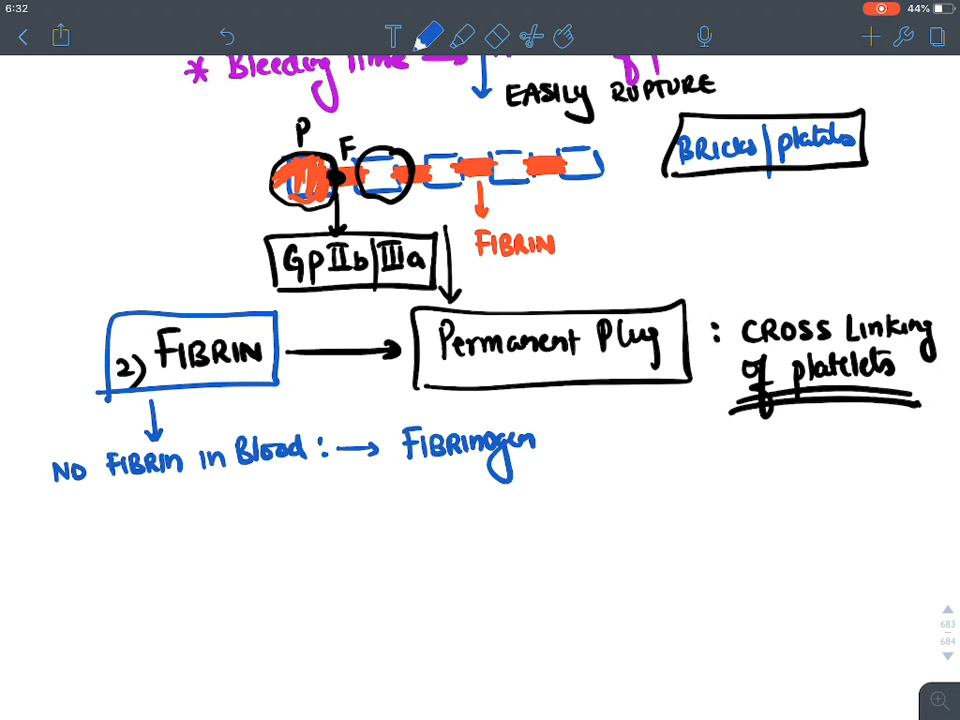 6:32
44%
T
* Bleeding Time →
EASILY RUPTURE
P
F
BRICKS | platelets
FIBRIN
GpIIb|IIIa
2) FIBRIN → Permanent Plug : CROSS Linking
of platelets
NO FIBRIN in Blood : → FIBRInogen
683
684